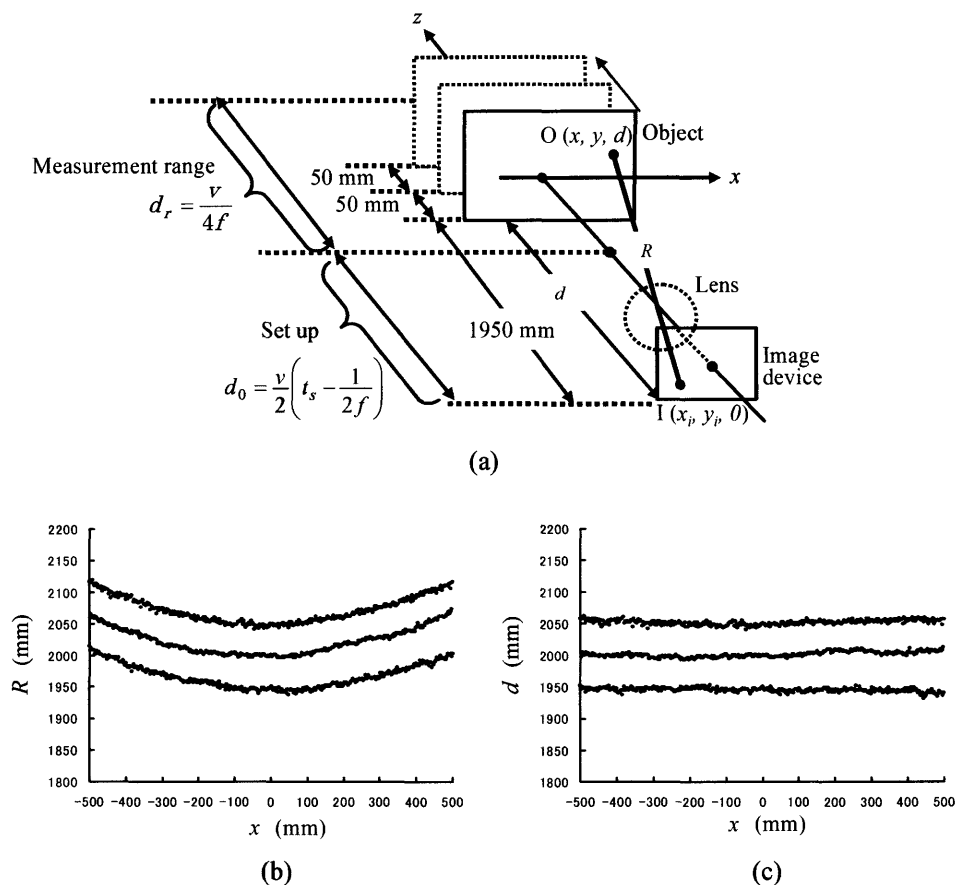 z
O (x, y, d) Object
Measurement range
50 mm
x
d_r = v/4f
50 mm
R
d
Lens
Set up
1950 mm
Image
device
d_0 = v/2 (t_s − 1/2f)
I (x_i, y_i, 0)
(a)
2200
2150
2100
2050
2000
1950
1900
1850
1800
R (mm)
-500 -400 -300 -200 -100 0 100 200 300 400 500
x (mm)
(b)
2200
2150
2100
2050
2000
1950
1900
1850
1800
d (mm)
-500 -400 -300 -200 -100 0 100 200 300 400 500
x (mm)
(c)